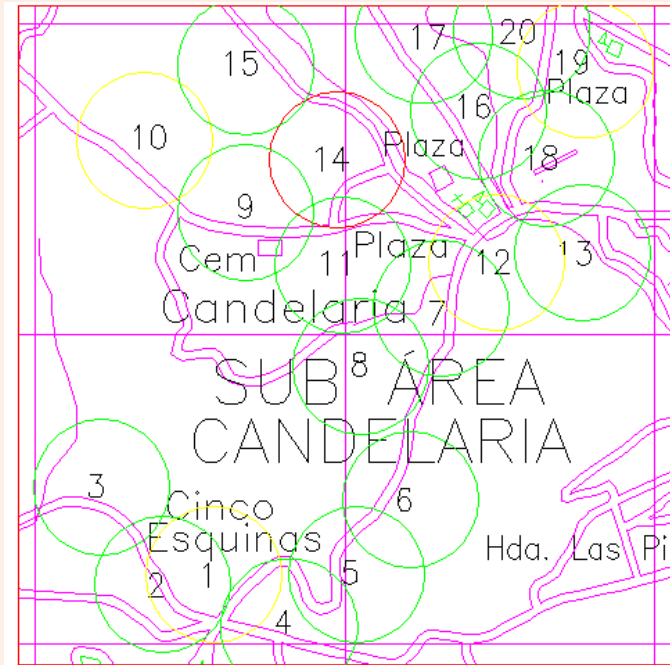 20
17
15
19
Plaza
16
10
Plaza
14
18
9
Plaza
Cem
11
12
13
Candelaria
7
8
SUB ÁREA
CANDELARIA
3
Cinco
6
Esquinas
Hda. Las Pi
1
5
2
4